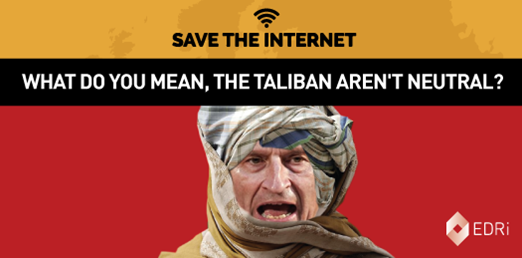 SAVE THE INTERNET
WHAT DO YOU MEAN, THE TALIBAN AREN'T NEUTRAL?
EDRi